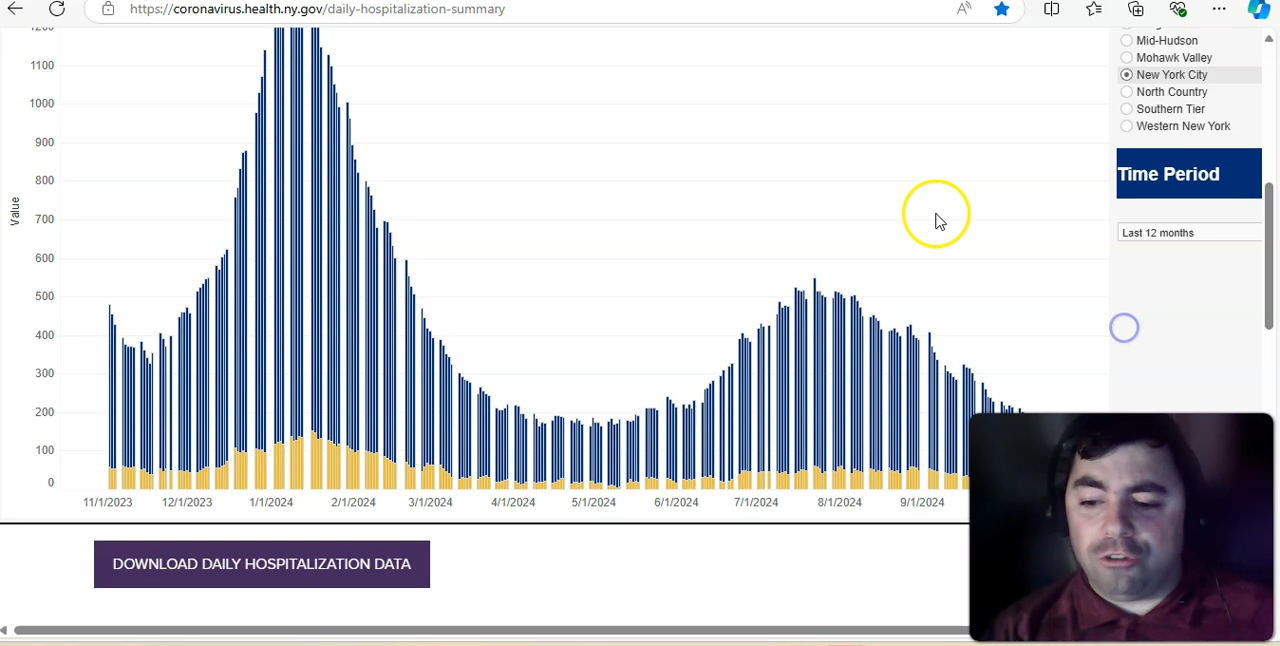 https://coronavirus.health.ny.gov/daily-hospitalization-summary
1100
1000
900
800
700
600
500
400
300
200
100
0
Value
11/1/2023 12/1/2023 1/1/2024 2/1/2024 3/1/2024 4/1/2024 5/1/2024 6/1/2024 7/1/2024 8/1/2024 9/1/2024
Mid-Hudson
Mohawk Valley
New York City
North Country
Southern Tier
Western New York
Time Period
Last 12 months
DOWNLOAD DAILY HOSPITALIZATION DATA